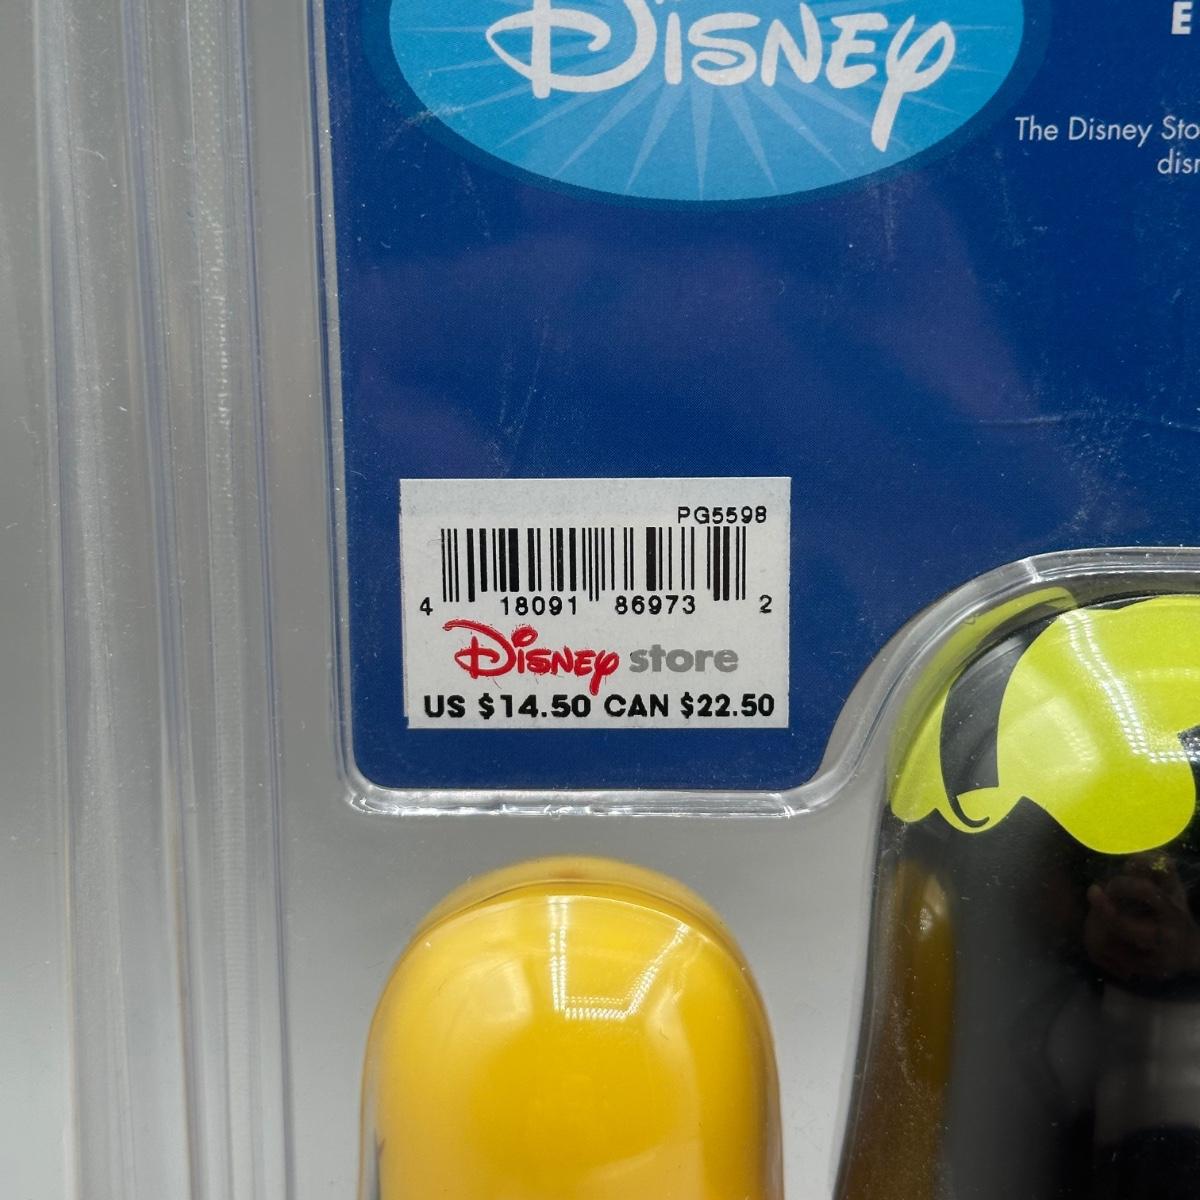 Disney
E
The Disney Sto
disn
PG5598
4 18091 86973 2
Disney store
US $14.50 CAN $22.50